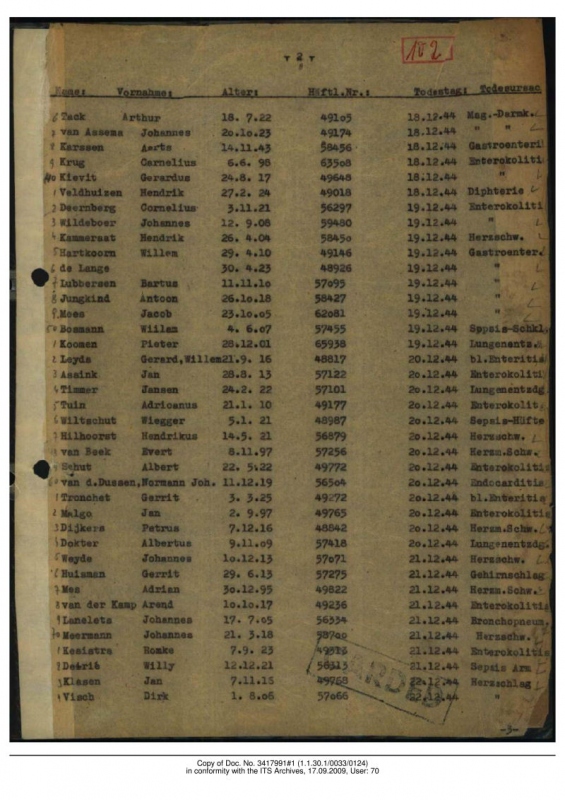 - 2 -
102
Name: Vorname: Alter: Häftl.Nr.: Todestag: Todesursac
Tack Arthur 18. 7.22 49103 18.12.44 Mag.-Darmk.
van Assema Johannes 20.10.23 49174 18.12.44 " "
Karssen Aerts 14.11.43 58456 18.12.44 Gastroenteri
Krug Cornelius 6.6. 98 63508 18.12.44 Enterokoliti
Kievit Gerardus 24.8. 17 49648 18.12.44 "
Veldhuizen Hendrik 27.2. 24 49018 18.12.44 Diphterie
Deernberg Cornelius 3.11.21 56297 19.12.44 Enterokoliti
Wildeboer Johannes 12. 9.08 59480 19.12.44 "
Kammeraat Hendrik 26. 4.04 58450 19.12.44 Herzschw.
Hartkoorn Willem 29. 4.10 49146 19.12.44 Gastroenter.
de Lange 30. 4.23 48926 19.12.44 "
Lubbersen Bartus 11.11.10 57095 19.12.44 "
Jungkind Antoon 26.10.18 58427 19.12.44 "
Mees Jacob 23.10.05 62081 19.12.44 "
Bosmann Willem 4. 6.07 57455 19.12.44 Sepsis-Schkl
Koomen Pieter 28.12.01 65938 19.12.44 Lungenentz.
Leyds Gerard,Willem 21.9. 16 48817 20.12.44 bl.Enteritis
Assink Jan 28.8. 13 57122 20.12.44 Enterokoliti
Timmer Jansen 24.2. 22 57101 20.12.44 Lungenentzdg.
Tuin Adricanus 21.1. 10 49177 20.12.44 Enterokolit
Wiltschut Wiegger 5.1. 21 48987 20.12.44 Sepsis-Hüfte
Hilhoorst Hendrikus 14.5. 21 56879 20.12.44 Herzschw.
van Beek Evert 8.11.97 57256 20.12.44 Herzm.Schw.
Schut Albert 22. 5.22 49772 20.12.44 Enterokolitis
van d.Dussen,Normann Joh. 11.12.19 56504 20.12.44 Endocarditis
Tronchet Gerrit 3. 3.25 49272 20.12.44 bl.Enteritis
Malgo Jan 2. 9.97 49765 20.12.44 Enterokolitis
Dijkers Petrus 7.12.16 48842 20.12.44 Herzm.Schw.
Dokter Albertus 9.11.09 57418 20.12.44 Lungenentzdg.
Weyde Johannes 10.12.13 57071 21.12.44 Herzschw.
Huisman Gerrit 29. 6.13 57275 21.12.44 Gehirnschlag
Mes Adrian 30.12.95 49822 21.12.44 Herzm.Schw.
van der Kamp Arend 10.10.17 49236 21.12.44 Enterokolitis
Lanslets Johannes 17. 7.05 56334 21.12.44 Bronchopneum.
Meermann Johannes 21. 3.18 58740 21.12.44 Herzschw.
Keaistra Homke 7.9. 23 49313 21.12.44 Enterokolitis
Willy 12.12.21 58313 21.12.44 Sepsis Arm
Klasen Jan 7.11.15 49768 22.12.44 Herzschlag
Visch Dirk 1. 8.06 57066 22.12.44 "
-3-
Copy of Doc. No. 3417991#1 (1.1.30.1/0033/0124)
in conformity with the ITS Archives, 17.09.2009, User: 70